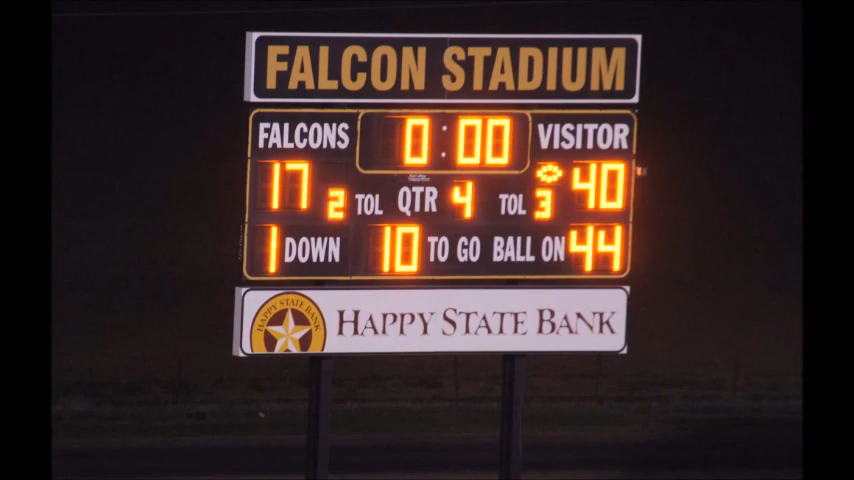 FALCON STADIUM
FALCONS 0:00 VISITOR
17 2 TOL QTR 4 TOL 3 40
1 DOWN 10 TO GO BALL ON 44
HAPPY STATE BANK HAPPY STATE BANK